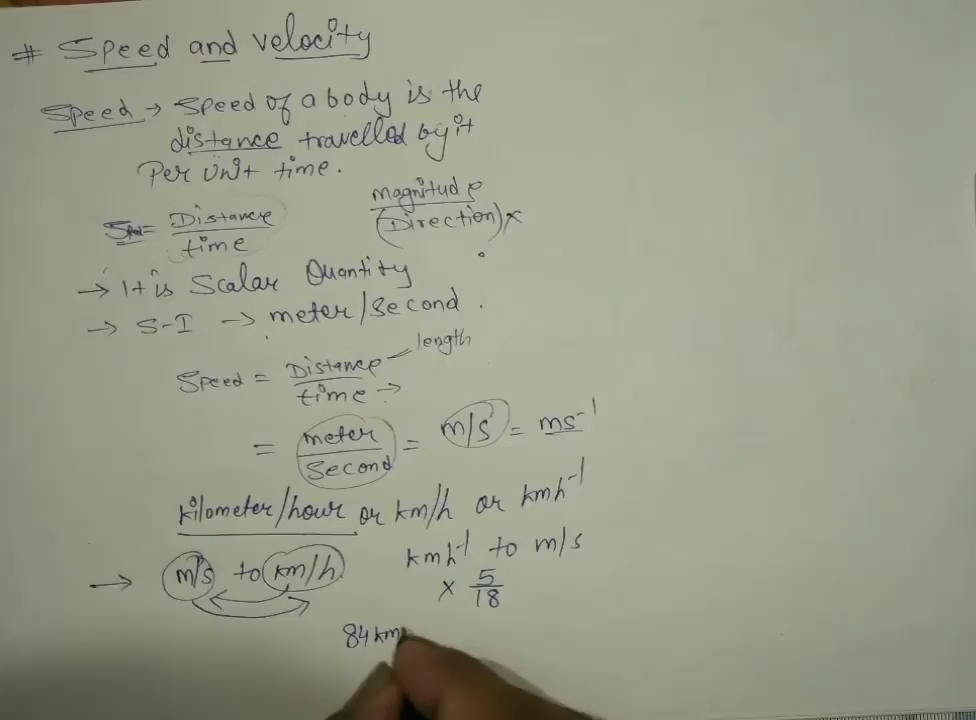 # Speed and velocity
Speed → Speed of a body is the
distance travelled by it
Per Unit time.
magnitude
(Direction) ×
= Distance
time
→ It is Scalar Quantity
→ S-I → meter/Second.
Speed = Distance length
time →
= meter = m/s = ms⁻¹
Second
kilometer/hour or km/h or kmh⁻¹
→ m/s to km/h
kmh⁻¹ to m/s
× 5
18
84 km